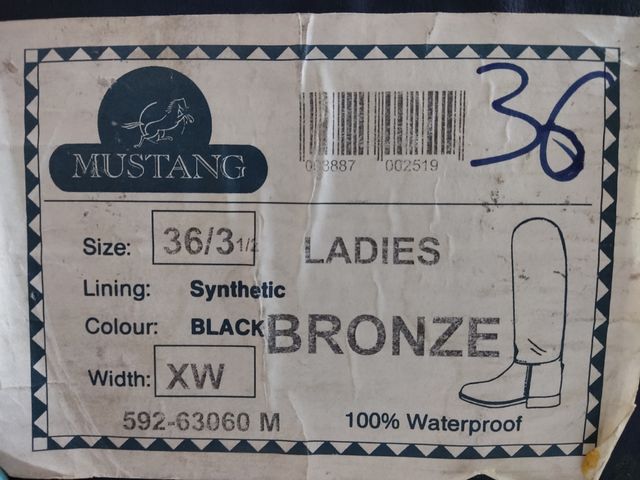 MUSTANG
003887 002519
36
Size: 36/3 1/2 LADIES
Lining: Synthetic
Colour: BLACK BRONZE
Width: XW
592-63060 M
100% Waterproof